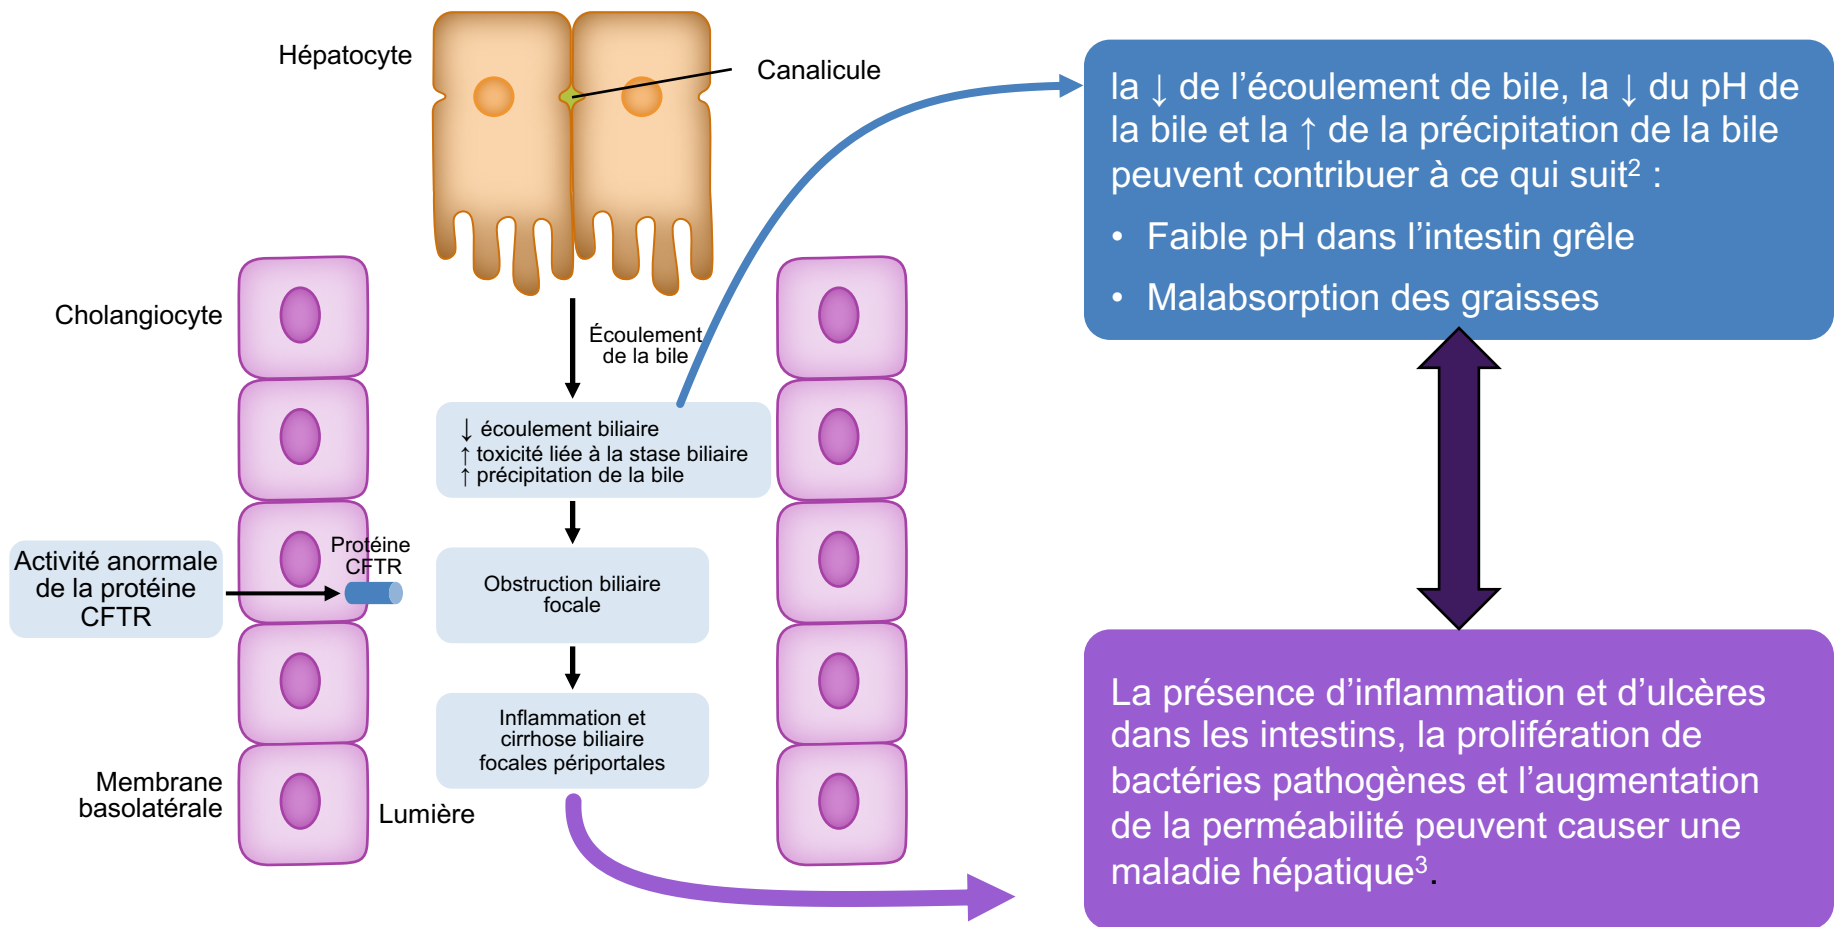 Hépatocyte
Canalicule
Cholangiocyte
Écoulement
de la bile
↓ écoulement biliaire
↑ toxicité liée à la stase biliaire
↑ précipitation de la bile
Activité anormale
de la protéine
CFTR
Protéine
CFTR
Obstruction biliaire
focale
Inflammation et
cirrhose biliaire
focales périportales
Membrane
basolatérale
Lumière
la ↓ de l’écoulement de bile, la ↓ du pH de
la bile et la ↑ de la précipitation de la bile
peuvent contribuer à ce qui suit² :
• Faible pH dans l’intestin grêle
• Malabsorption des graisses
La présence d’inflammation et d’ulcères
dans les intestins, la prolifération de
bactéries pathogènes et l’augmentation
de la perméabilité peuvent causer une
maladie hépatique³.